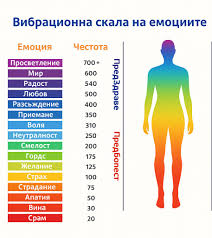 Вибрационна скала на емоциите
Емоция Честота
Просветление 700+
Мир 600
Радост 540
Любов 500
Разсъждение 400
Приемане 350
Воля 310
Неутралност 250
Смелост 200
Гордс 175
Желание 125
Страх 100
Страдание 75
Апатия 50
Вина 30
Срам 20
ПредЗдраве
ПредБолест